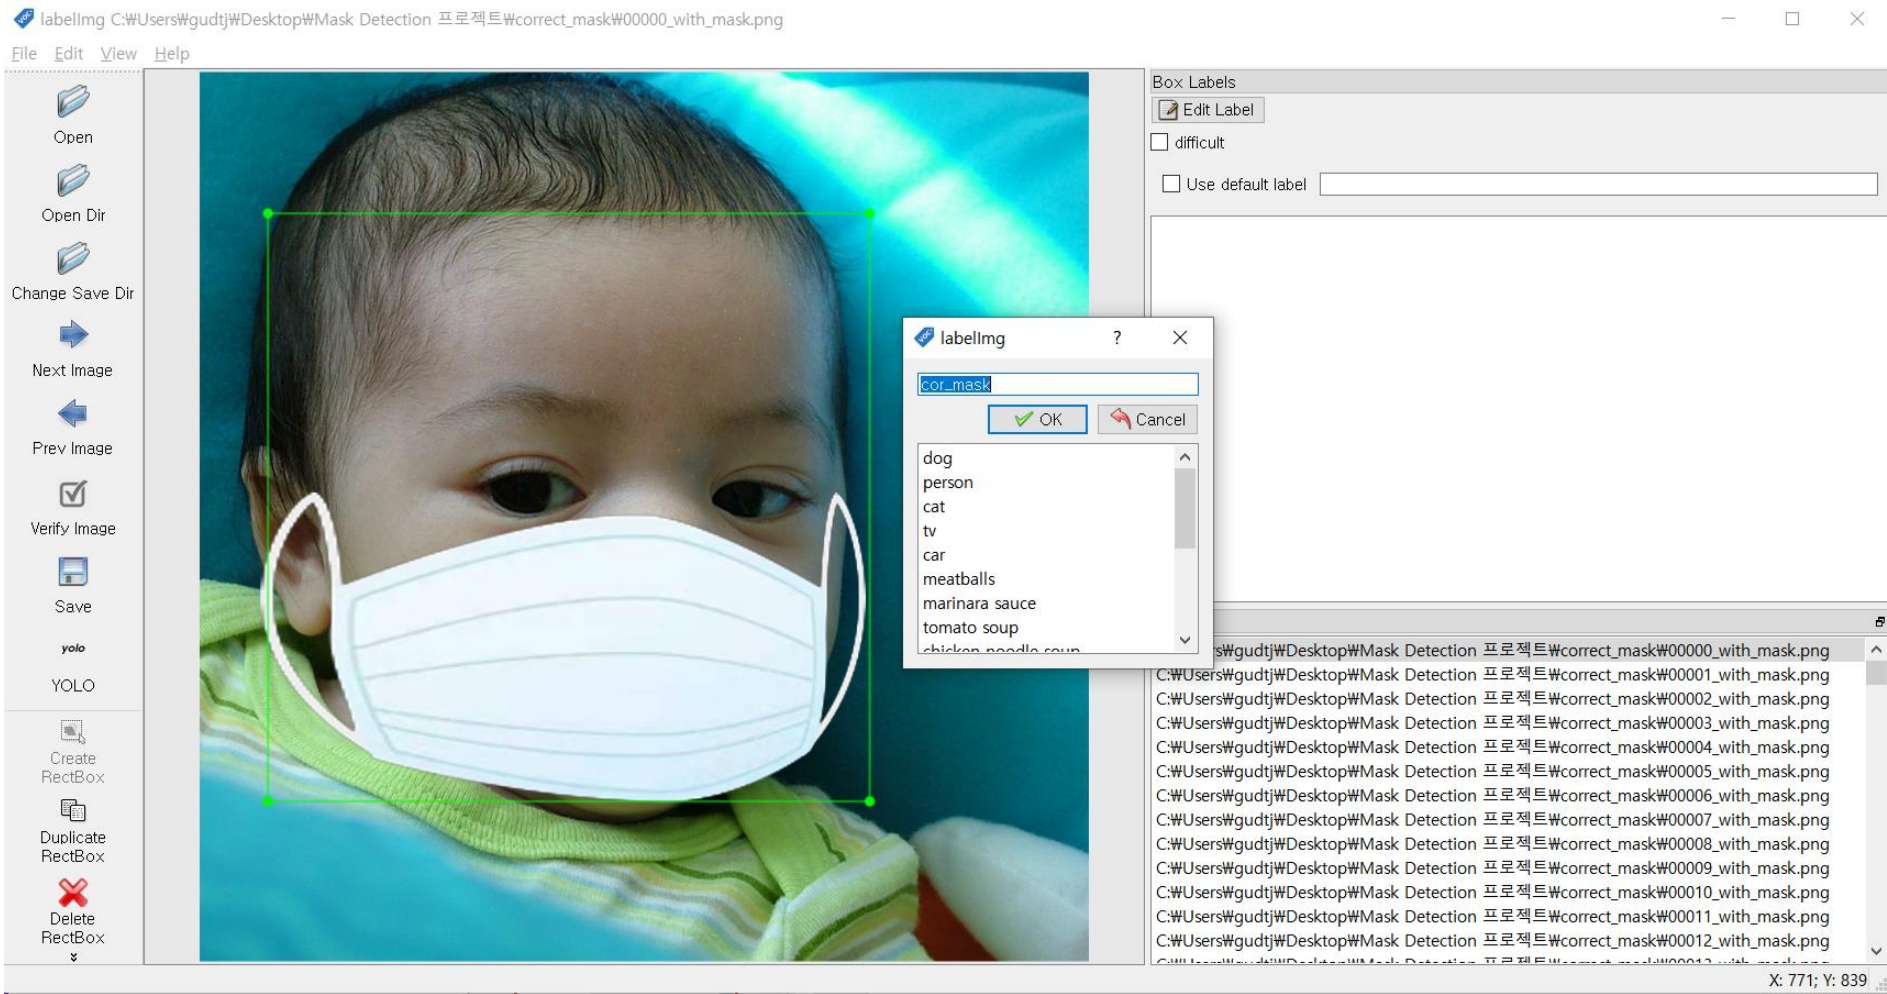 labelImg C:₩Users₩gudtj₩Desktop₩Mask Detection 프로젝트₩correct_mask₩00000_with_mask.png
File Edit View Help
Open
Open Dir
Change Save Dir
Next Image
Prev Image
Verify Image
Save
yolo
YOLO
Create
RectBox
Duplicate
RectBox
Delete
RectBox
labelImg ?
cor_mask
OK Cancel
dog
person
cat
tv
car
meatballs
marinara sauce
tomato soup
chicken noodle soup
Box Labels
Edit Label
difficult
Use default label
₩gudtj₩Desktop₩Mask Detection 프로젝트₩correct_mask₩00000_with_mask.png
C:₩Users₩gudtj₩Desktop₩Mask Detection 프로젝트₩correct_mask₩00001_with_mask.png
C:₩Users₩gudtj₩Desktop₩Mask Detection 프로젝트₩correct_mask₩00002_with_mask.png
C:₩Users₩gudtj₩Desktop₩Mask Detection 프로젝트₩correct_mask₩00003_with_mask.png
C:₩Users₩gudtj₩Desktop₩Mask Detection 프로젝트₩correct_mask₩00004_with_mask.png
C:₩Users₩gudtj₩Desktop₩Mask Detection 프로젝트₩correct_mask₩00005_with_mask.png
C:₩Users₩gudtj₩Desktop₩Mask Detection 프로젝트₩correct_mask₩00006_with_mask.png
C:₩Users₩gudtj₩Desktop₩Mask Detection 프로젝트₩correct_mask₩00007_with_mask.png
C:₩Users₩gudtj₩Desktop₩Mask Detection 프로젝트₩correct_mask₩00008_with_mask.png
C:₩Users₩gudtj₩Desktop₩Mask Detection 프로젝트₩correct_mask₩00009_with_mask.png
C:₩Users₩gudtj₩Desktop₩Mask Detection 프로젝트₩correct_mask₩00010_with_mask.png
C:₩Users₩gudtj₩Desktop₩Mask Detection 프로젝트₩correct_mask₩00011_with_mask.png
C:₩Users₩gudtj₩Desktop₩Mask Detection 프로젝트₩correct_mask₩00012_with_mask.png
X: 771; Y: 839